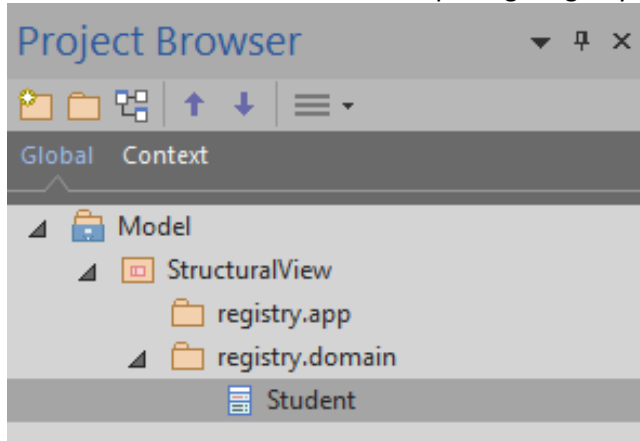 Project Browser
Global Context
Model
StructuralView
registry.app
registry.domain
Student